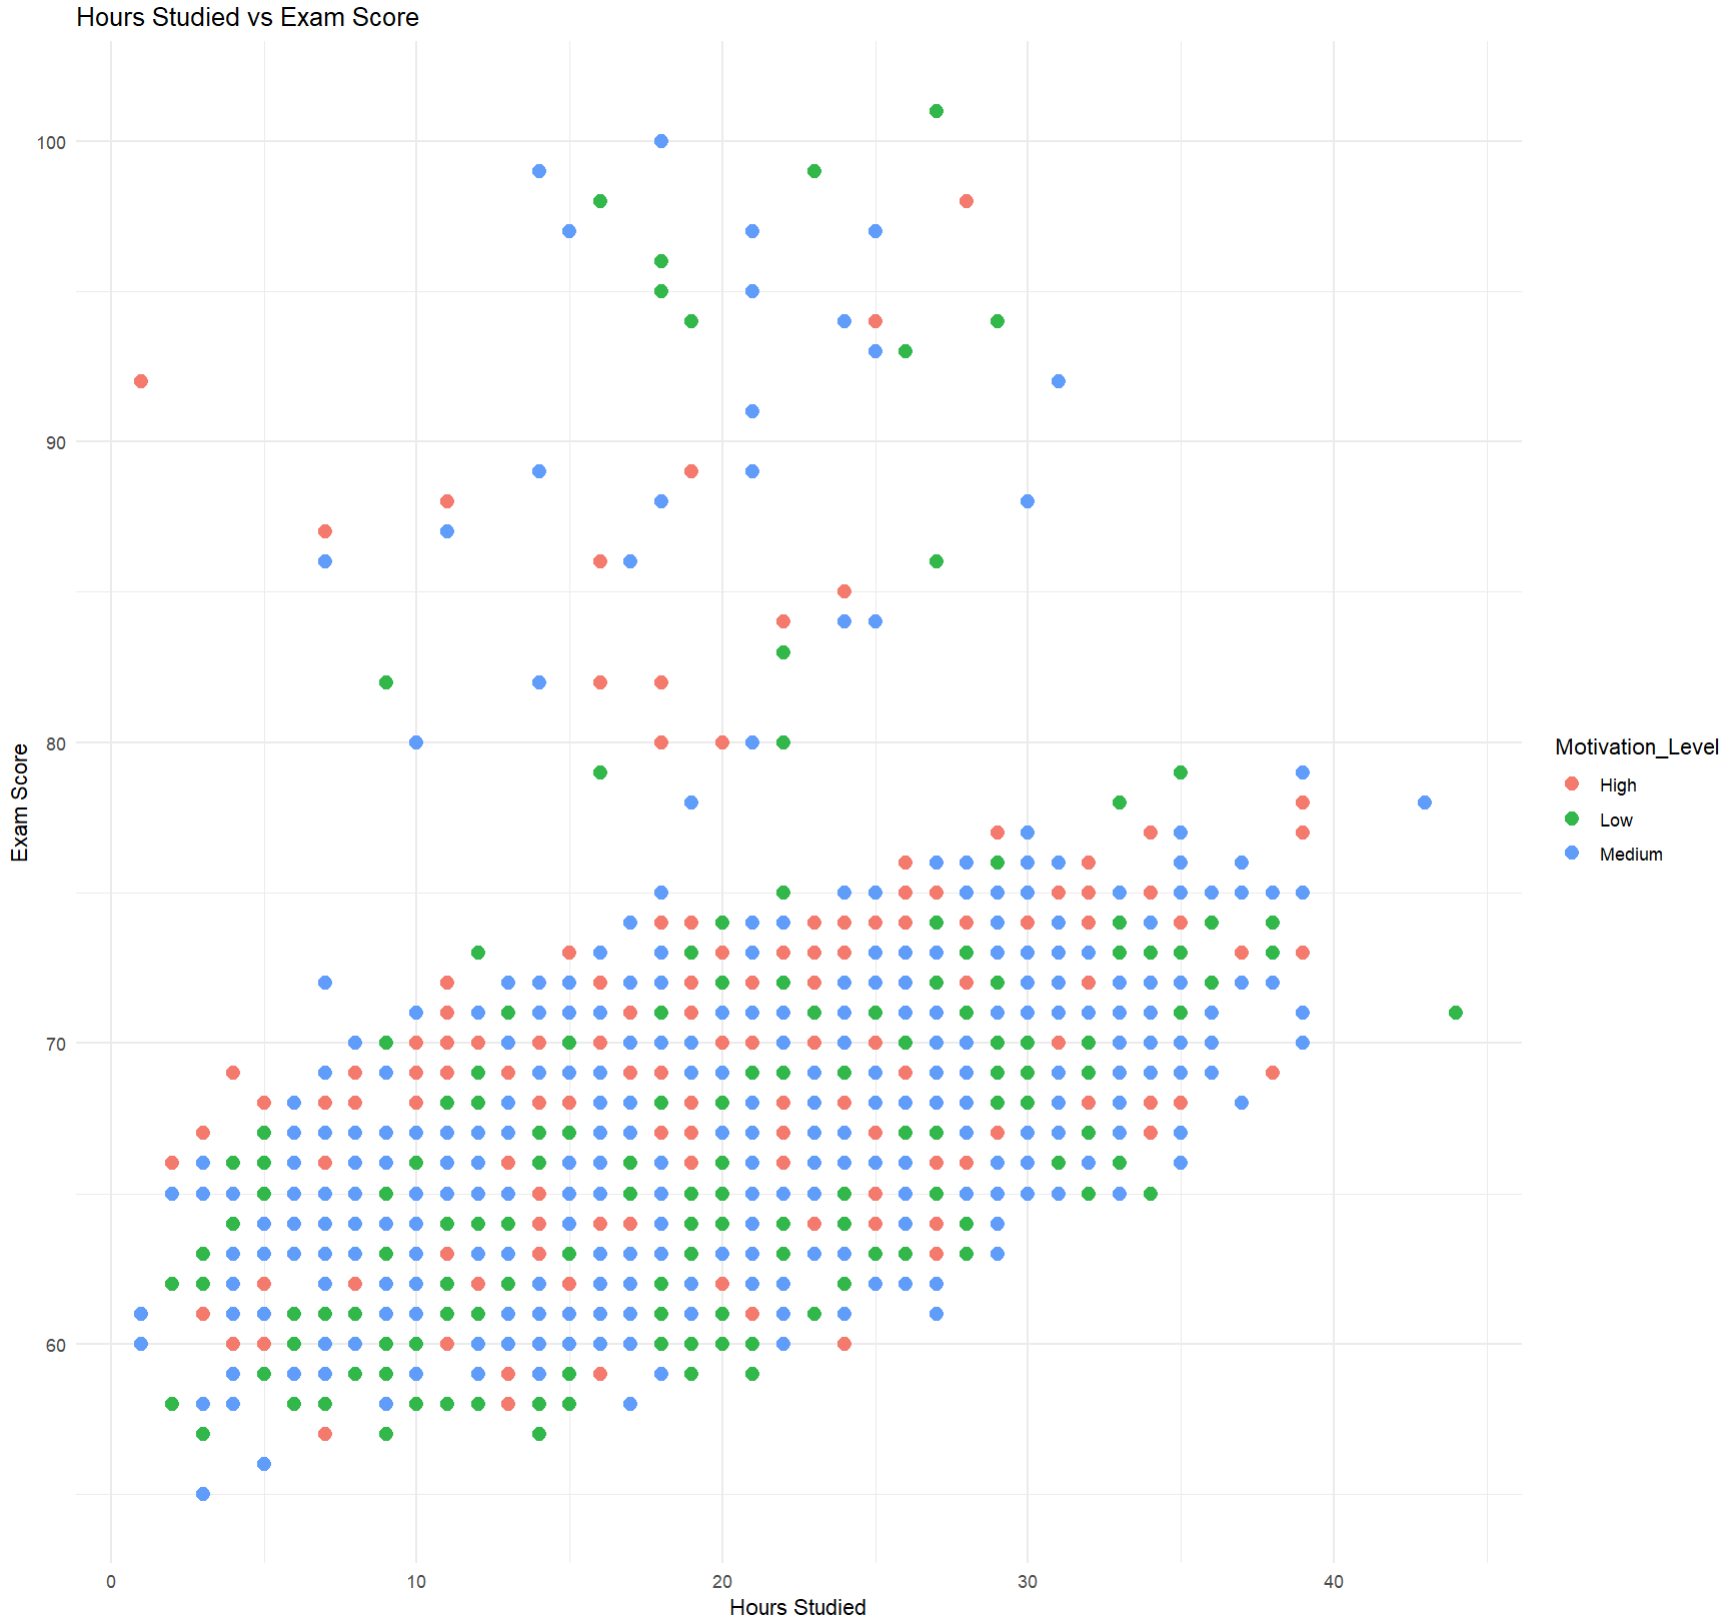 Hours Studied vs Exam Score
100
90
80
70
60
Exam Score
0 10 20 30 40
Hours Studied
Motivation_Level
High
Low
Medium